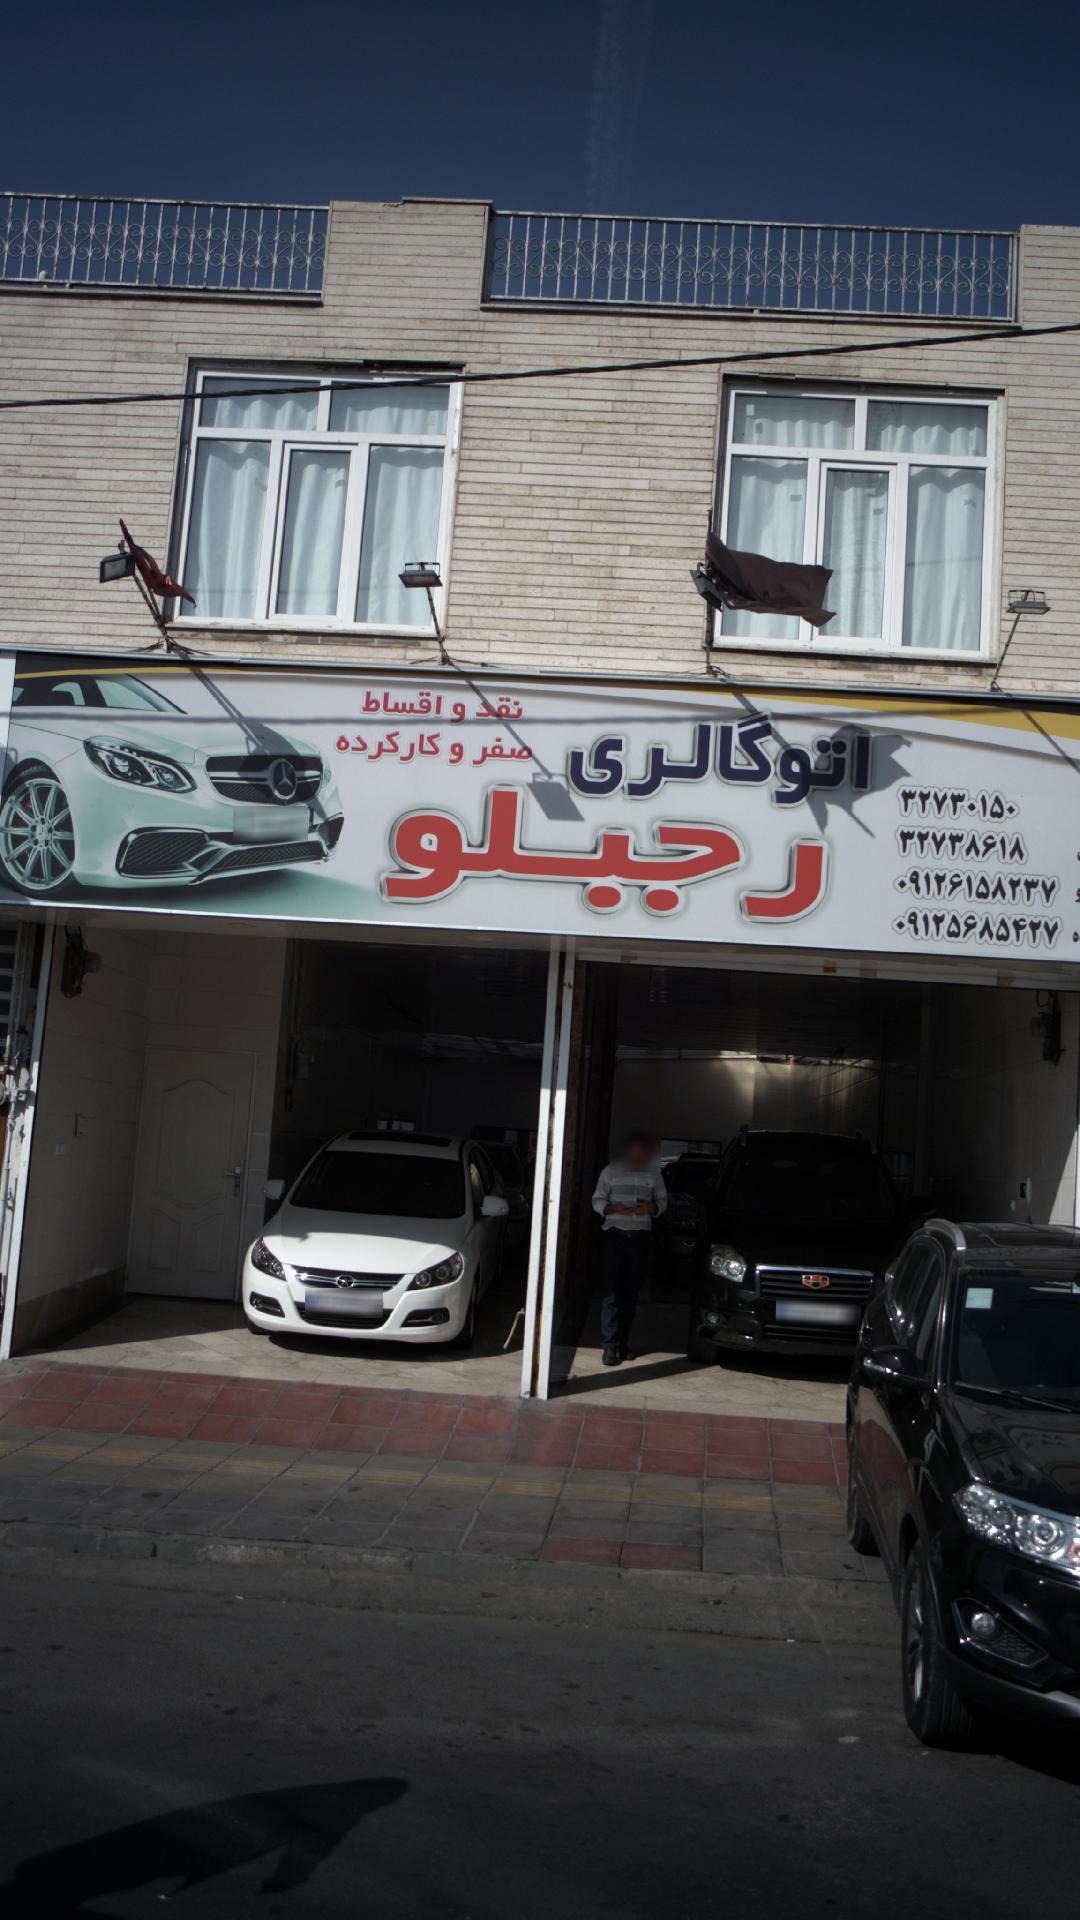 نقد و اقساط
صفر و کارکرده
اتوگالری
رجبلو
۳۲۷۳۰۱۵۰
۳۲۷۳۸۶۱۸
۰۹۱۲۶۱۵۸۲۳۷
۰۹۱۲۵۶۸۵۴۲۷